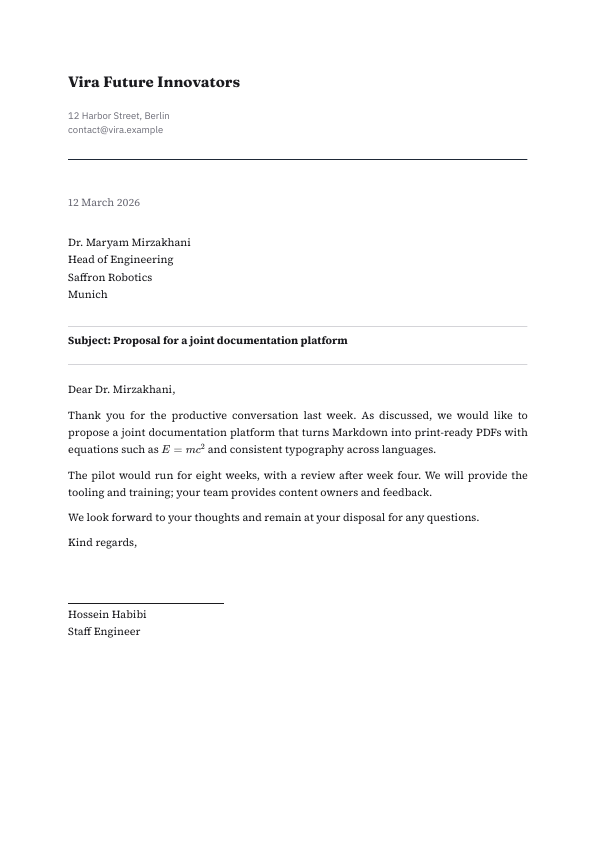 Vira Future Innovators
12 Harbor Street, Berlin
contact@vira.example
12 March 2026
Dr. Maryam Mirzakhani
Head of Engineering
Saffron Robotics
Munich
Subject: Proposal for a joint documentation platform
Dear Dr. Mirzakhani,
Thank you for the productive conversation last week. As discussed, we would like to
propose a joint documentation platform that turns Markdown into print-ready PDFs with
equations such as E = mc² and consistent typography across languages.
The pilot would run for eight weeks, with a review after week four. We will provide the
tooling and training; your team provides content owners and feedback.
We look forward to your thoughts and remain at your disposal for any questions.
Kind regards,
Hossein Habibi
Staff Engineer